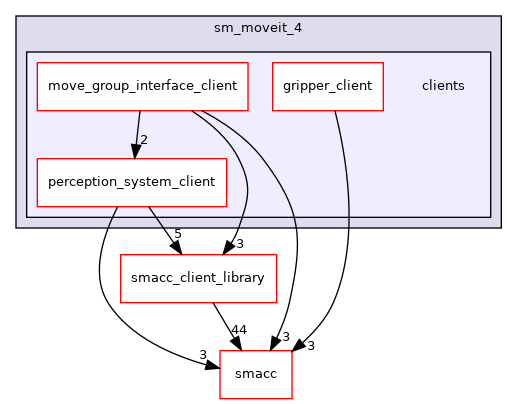 sm_moveit_4
move_group_interface_client
gripper_client
clients
2
perception_system_client
5
3
smacc_client_library
44
3
3
3
smacc